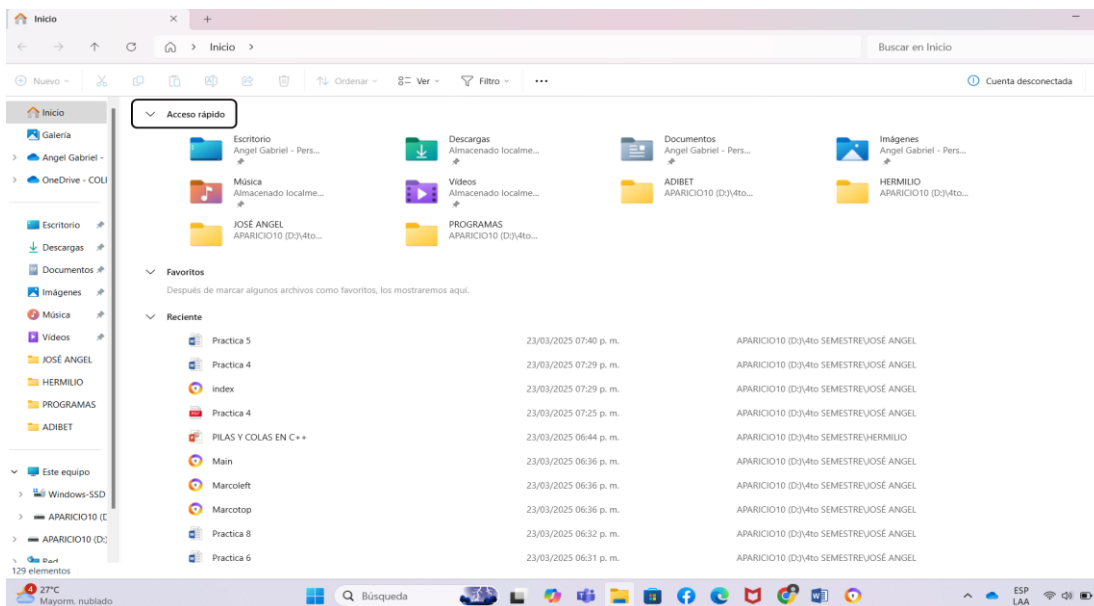 Inicio
Inicio
Buscar en Inicio
Nuevo
Ordenar
Ver
Filtro
Cuenta desconectada
Inicio
Galería
Angel Gabriel -
OneDrive - COLI
Escritorio
Descargas
Documentos
Imágenes
Música
Vídeos
JOSÉ ANGEL
HERMILIO
PROGRAMAS
ADIBET
Este equipo
Windows-SSD
APARICIO10 (D
APARICIO10 (D:)
Red
129 elementos
Acceso rápido
Escritorio
Angel Gabriel - Pers...
Descargas
Almacenado localme...
Documentos
Angel Gabriel - Pers...
Imágenes
Angel Gabriel - Pers...
Música
Almacenado localme...
Vídeos
Almacenado localme...
ADIBET
APARICIO10 (D:)\4to...
HERMILIO
APARICIO10 (D:)\4to...
JOSÉ ANGEL
APARICIO10 (D:)\4to...
PROGRAMAS
APARICIO10 (D:)\4to...
Favoritos
Después de marcar algunos archivos como favoritos, los mostraremos aquí.
Reciente
Practica 5 23/03/2025 07:40 p. m. APARICIO10 (D:)\4to SEMESTRE\JOSÉ ANGEL
Practica 4 23/03/2025 07:29 p. m. APARICIO10 (D:)\4to SEMESTRE\JOSÉ ANGEL
index 23/03/2025 07:29 p. m. APARICIO10 (D:)\4to SEMESTRE\JOSÉ ANGEL
Practica 4 23/03/2025 07:25 p. m. APARICIO10 (D:)\4to SEMESTRE\JOSÉ ANGEL
PILAS Y COLAS EN C++ 23/03/2025 06:44 p. m. APARICIO10 (D:)\4to SEMESTRE\HERMILIO
Main 23/03/2025 06:36 p. m. APARICIO10 (D:)\4to SEMESTRE\JOSÉ ANGEL
Marcoleft 23/03/2025 06:36 p. m. APARICIO10 (D:)\4to SEMESTRE\JOSÉ ANGEL
Marcotop 23/03/2025 06:36 p. m. APARICIO10 (D:)\4to SEMESTRE\JOSÉ ANGEL
Practica 8 23/03/2025 06:32 p. m. APARICIO10 (D:)\4to SEMESTRE\JOSÉ ANGEL
Practica 6 23/03/2025 06:31 p. m. APARICIO10 (D:)\4to SEMESTRE\JOSÉ ANGEL
4
27°C
Mayorm. nublado
Búsqueda
ESP
LAA